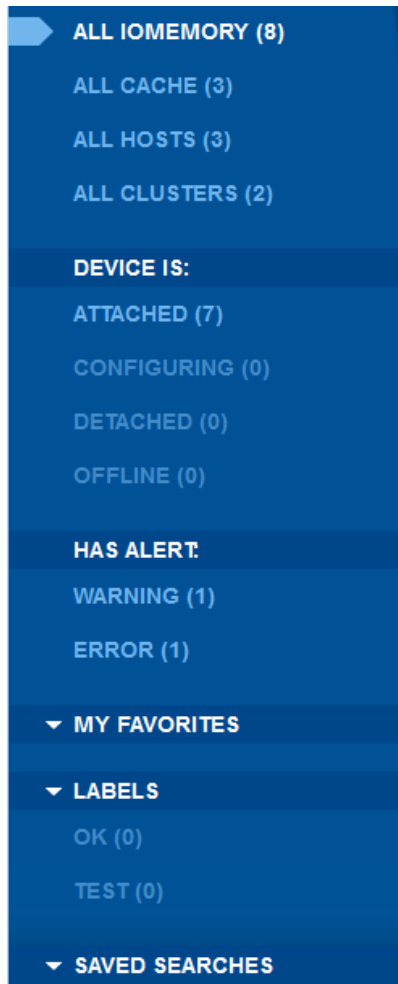 ALL IOMEMORY (8)
ALL CACHE (3)
ALL HOSTS (3)
ALL CLUSTERS (2)
DEVICE IS:
ATTACHED (7)
CONFIGURING (0)
DETACHED (0)
OFFLINE (0)
HAS ALERT:
WARNING (1)
ERROR (1)
MY FAVORITES
LABELS
OK (0)
TEST (0)
SAVED SEARCHES